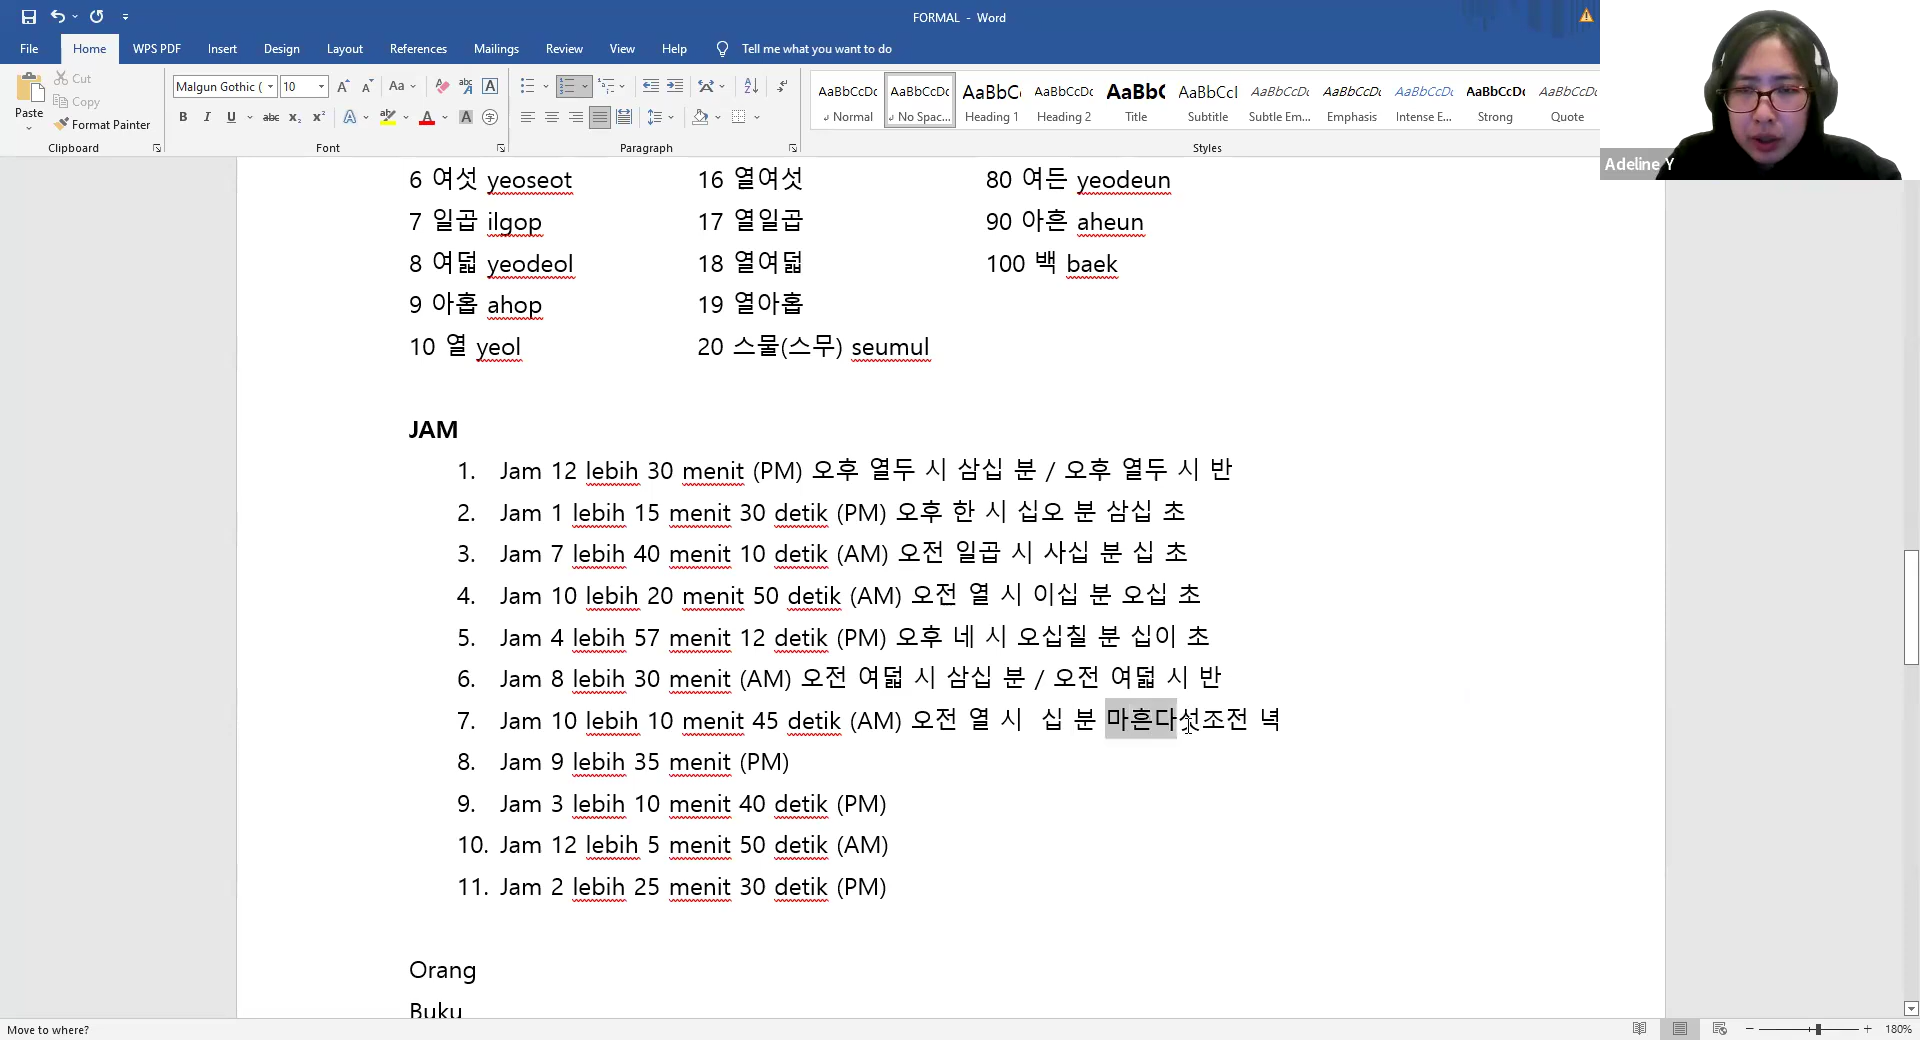 FORMAL - Word
File Home WPS PDF Insert Design Layout References Mailings Review View Help Tell me what you want to do
Paste
Cut
Copy
Format Painter
Clipboard
Malgun Gothic ( 10
Font
Paragraph
AaBbCcDc AaBbCcDc AaBbC AaBbCcDc AaBbC AaBbCcI AaBbCcDc AaBbCcDc AaBbCcDc AaBbCcDc AaBbCcDc
Normal No Spac... Heading 1 Heading 2 Title Subtitle Subtle Em... Emphasis Intense E... Strong Quote
Styles
Adeline Y
6 여섯 yeoseot 16 열여섯 80 여든 yeodeun
7 일곱 ilgop 17 열일곱 90 아흔 aheun
8 여덟 yeodeol 18 열여덟 100 백 baek
9 아홉 ahop 19 열아홉
10 열 yeol 20 스물(스무) seumul
JAM
1. Jam 12 lebih 30 menit (PM) 오후 열두 시 삼십 분 / 오후 열두 시 반
2. Jam 1 lebih 15 menit 30 detik (PM) 오후 한 시 십오 분 삼십 초
3. Jam 7 lebih 40 menit 10 detik (AM) 오전 일곱 시 사십 분 십 초
4. Jam 10 lebih 20 menit 50 detik (AM) 오전 열 시 이십 분 오십 초
5. Jam 4 lebih 57 menit 12 detik (PM) 오후 네 시 오십칠 분 십이 초
6. Jam 8 lebih 30 menit (AM) 오전 여덟 시 삼십 분 / 오전 여덟 시 반
7. Jam 10 lebih 10 menit 45 detik (AM) 오전 열 시 십 분 마흔다섯조전 녁
8. Jam 9 lebih 35 menit (PM)
9. Jam 3 lebih 10 menit 40 detik (PM)
10. Jam 12 lebih 5 menit 50 detik (AM)
11. Jam 2 lebih 25 menit 30 detik (PM)
Orang
Buku
Move to where?
180%